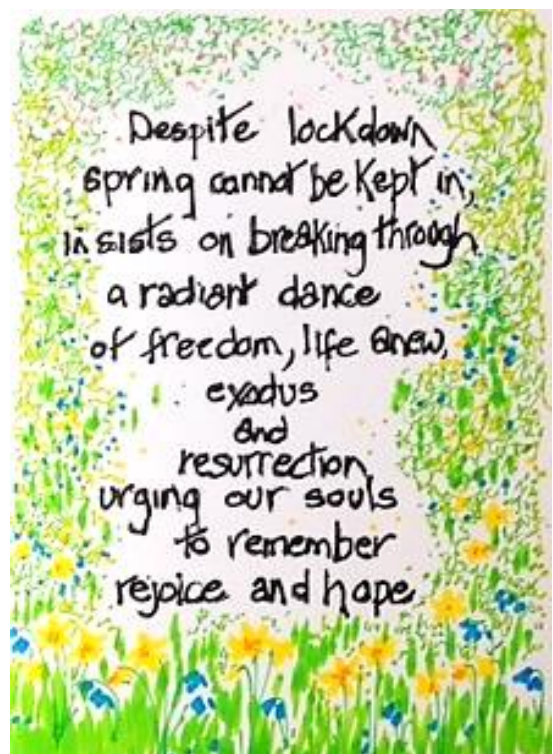 Despite lockdown
spring cannot be kept in,
insists on breaking through
a radiant dance
of freedom, life anew,
exodus
and
resurrection
urging our souls
to remember
rejoice and hope